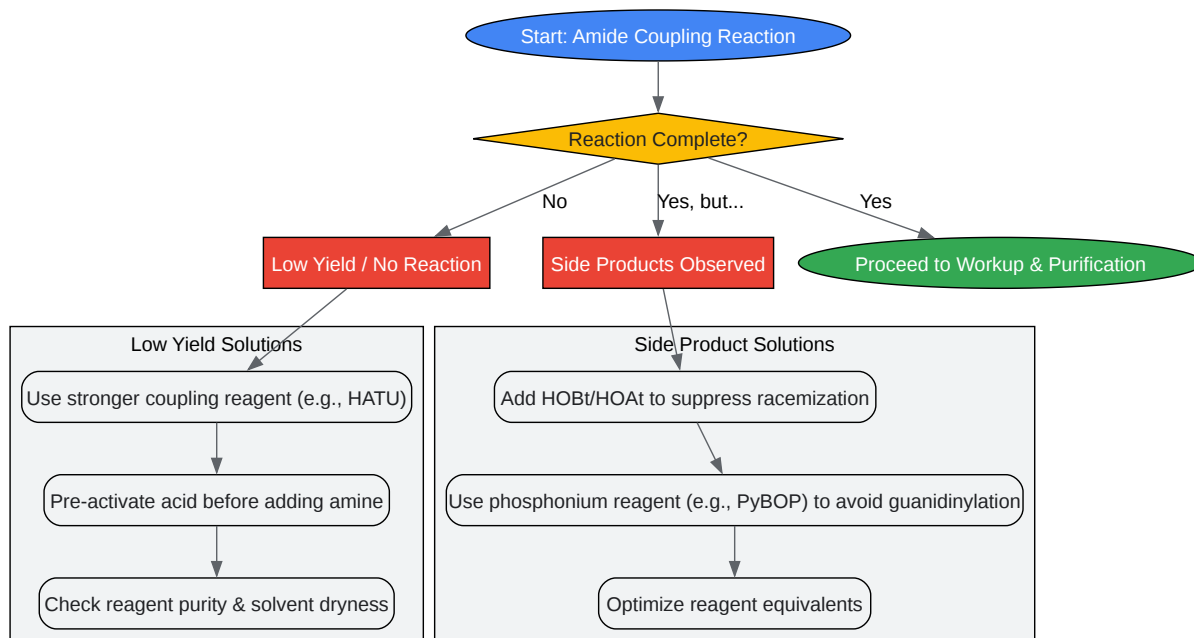 Start: Amide Coupling Reaction
Reaction Complete?
No
Yes, but...
Yes
Low Yield / No Reaction
Side Products Observed
Proceed to Workup & Purification
Low Yield Solutions
Use stronger coupling reagent (e.g., HATU)
Pre-activate acid before adding amine
Check reagent purity & solvent dryness
Side Product Solutions
Add HOBt/HOAt to suppress racemization
Use phosphonium reagent (e.g., PyBOP) to avoid guanidinylation
Optimize reagent equivalents